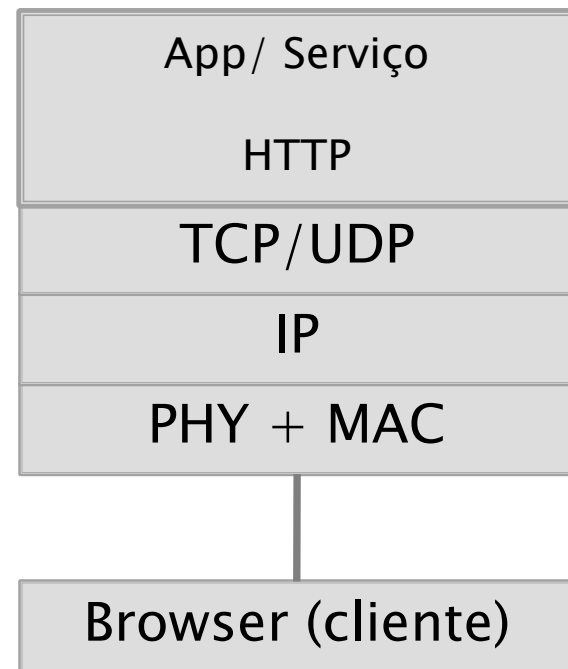 App/ Serviço
HTTP
TCP/UDP
IP
PHY + MAC
Browser (cliente)